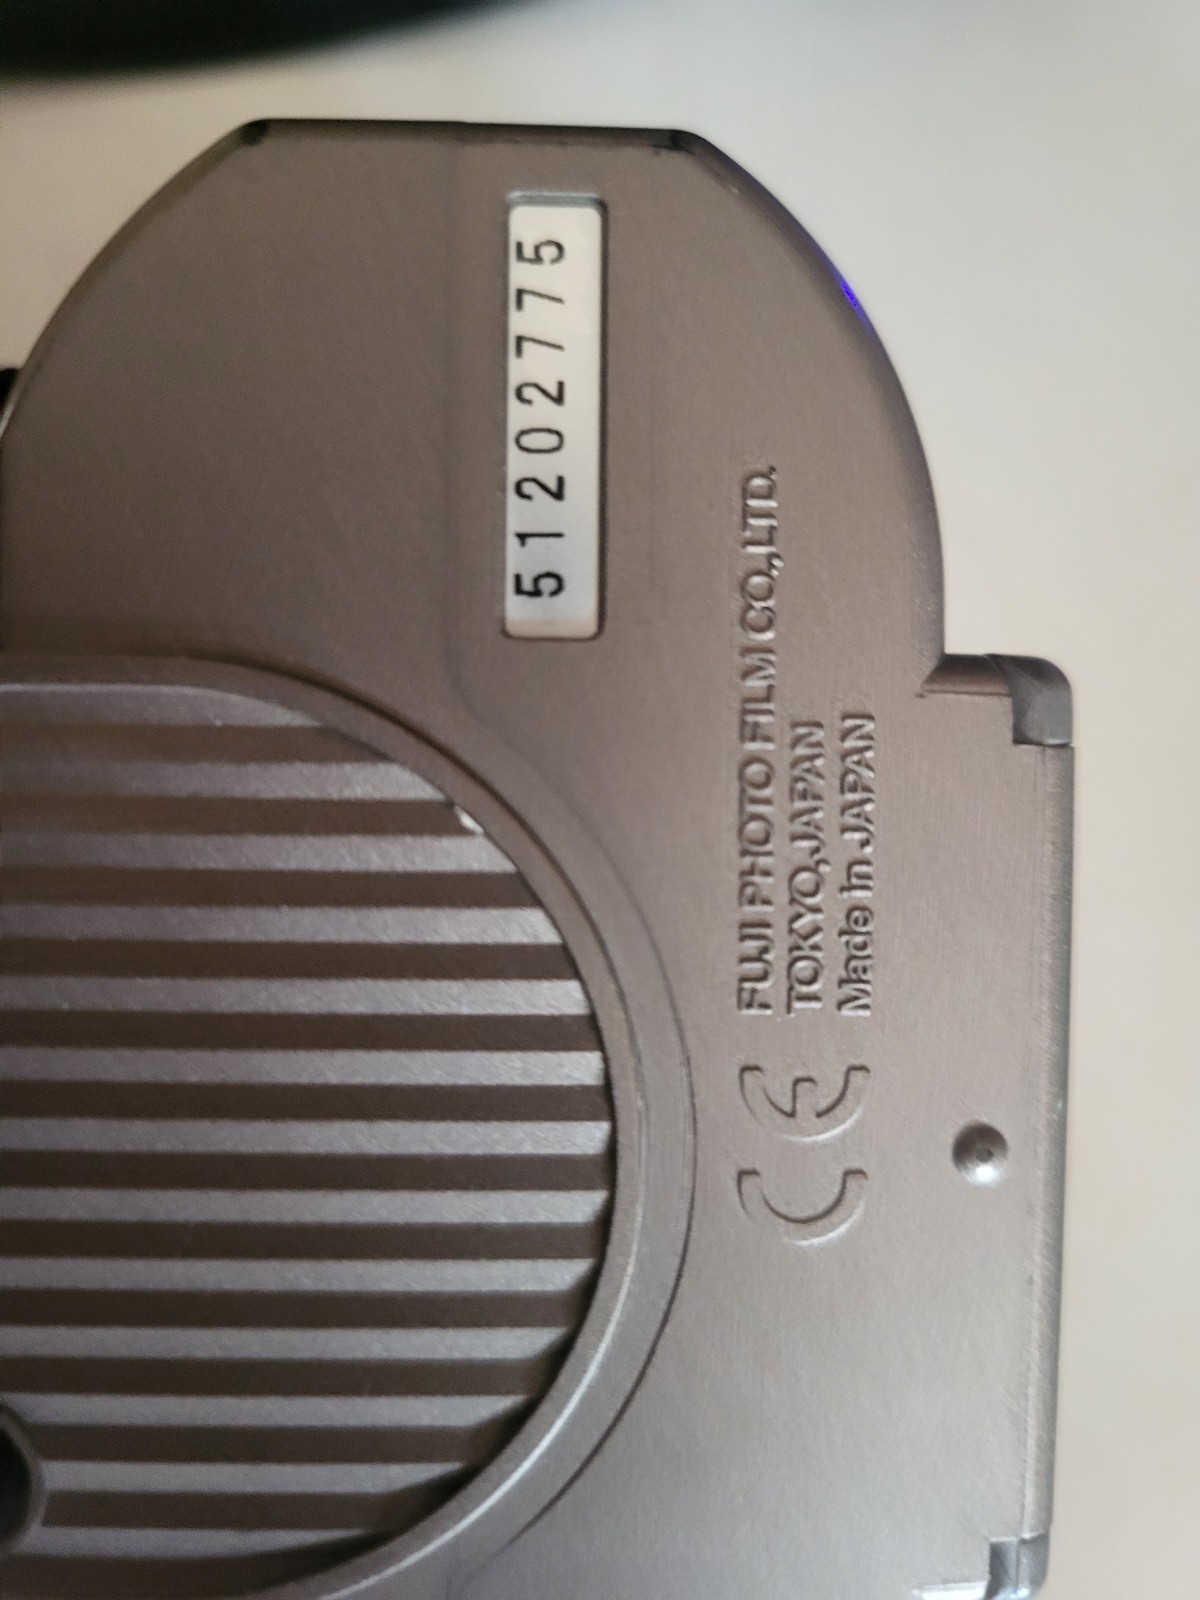 51202775
FUJI PHOTO FILM CO.,LTD.
TOKYO,JAPAN
Made in JAPAN
CE